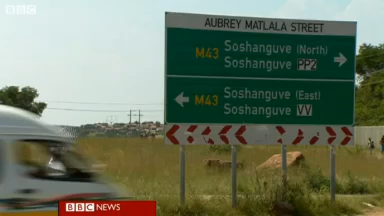 BBC
AUBREY MATLALA STREET
M43 Soshanguve (North)
Soshanguve PP2
M43 Soshanguve (East)
Soshanguve VV
BBC NEWS